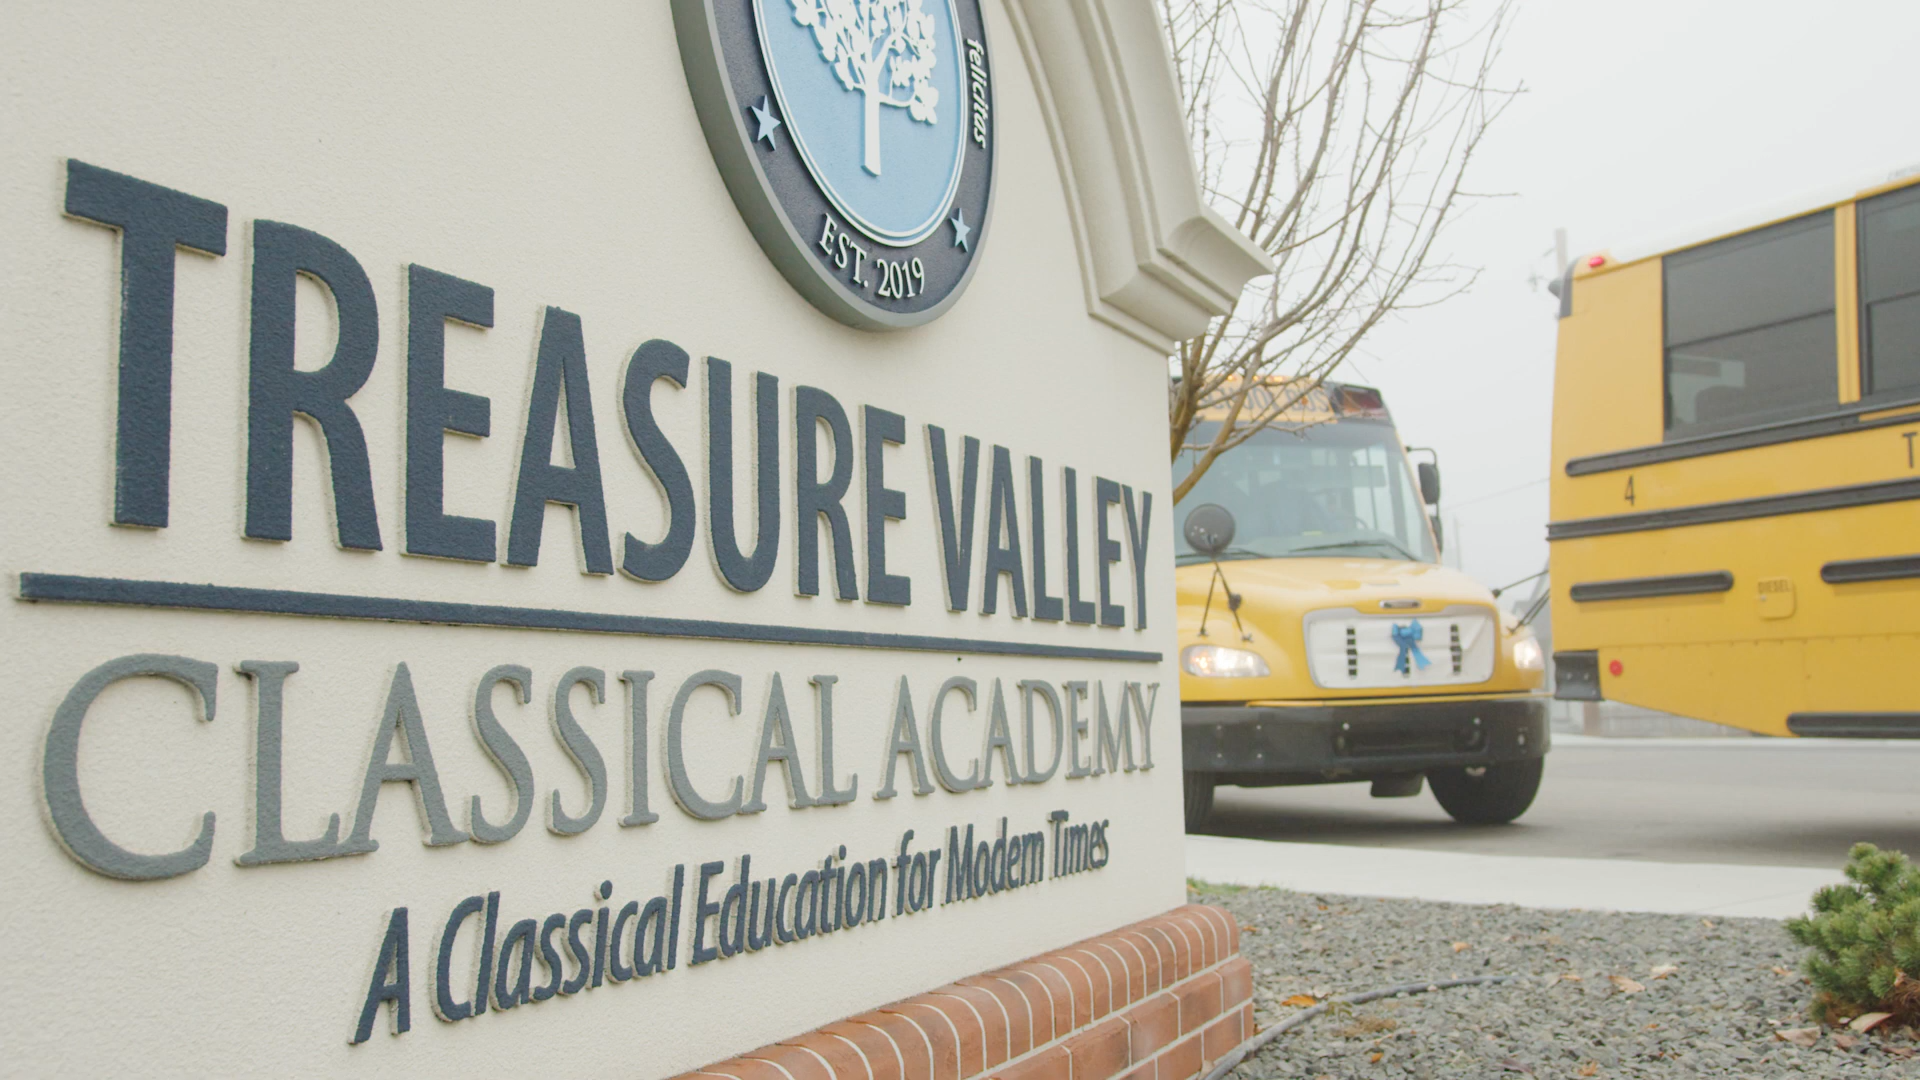 felicitas
EST. 2019
TREASURE VALLEY
CLASSICAL ACADEMY
A Classical Education for Modern Times
4
DIESEL